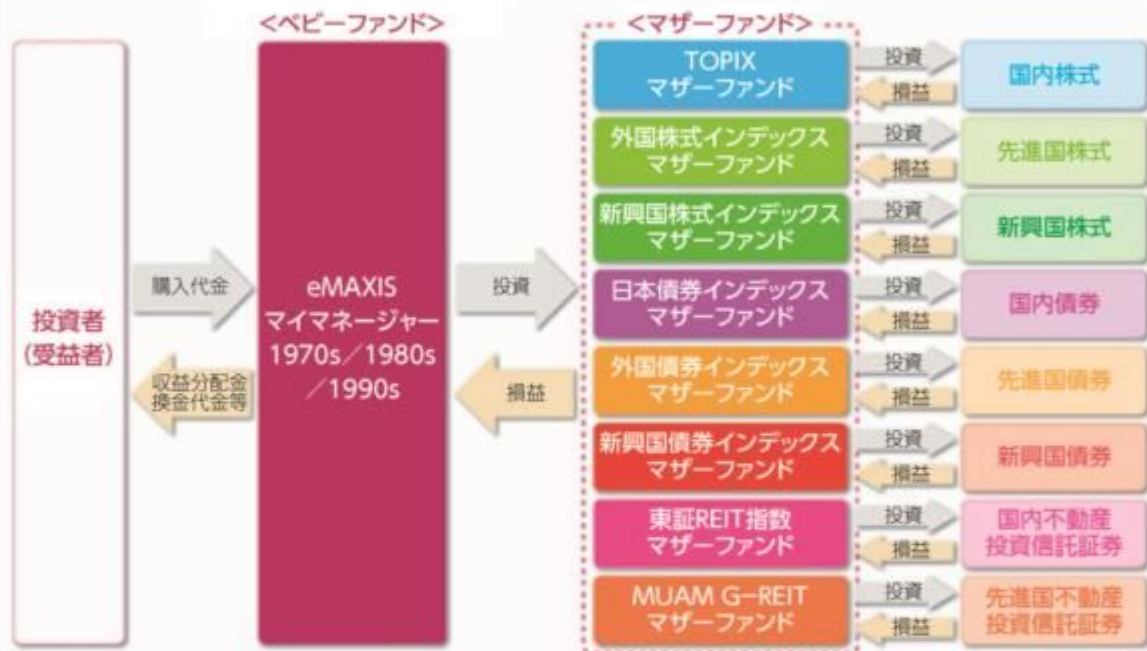 <ベビーファンド>
<マザーファンド>
投資者
(受益者)
購入代金
収益分配金
換金代金等
eMAXIS
マイマネージャー
1970s/1980s
/1990s
投資
損益
TOPIX
マザーファンド
投資
損益
国内株式
外国株式インデックス
マザーファンド
投資
損益
先進国株式
新興国株式インデックス
マザーファンド
投資
損益
新興国株式
日本債券インデックス
マザーファンド
投資
損益
国内債券
外国債券インデックス
マザーファンド
投資
損益
先進国債券
新興国債券インデックス
マザーファンド
投資
損益
新興国債券
東証REIT指数
マザーファンド
投資
損益
国内不動産
投資信託証券
MUAM G-REIT
マザーファンド
投資
損益
先進国不動産
投資信託証券